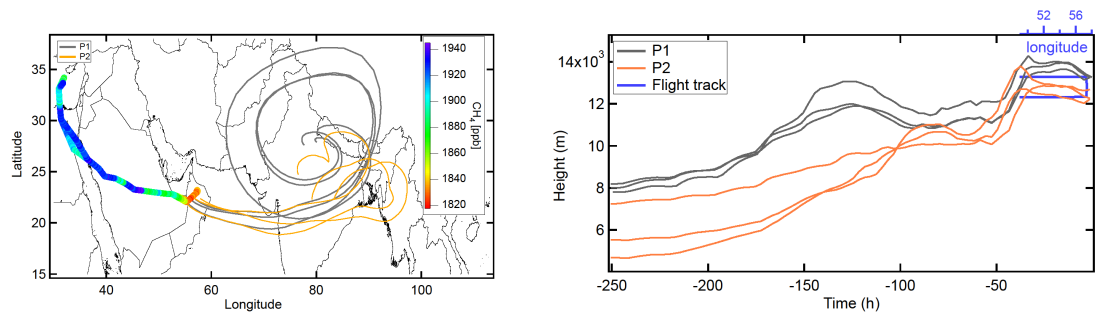 P1
P2
35
30
25
20
15
Latitude
40
60
80
100
Longitude
1940
1920
1900
1880
1860
1840
1820
CH4 [ppb]
52
56
longitude
P1
P2
Flight track
14x10³
12
10
8
6
Height (m)
-250
-200
-150
-100
-50
Time (h)